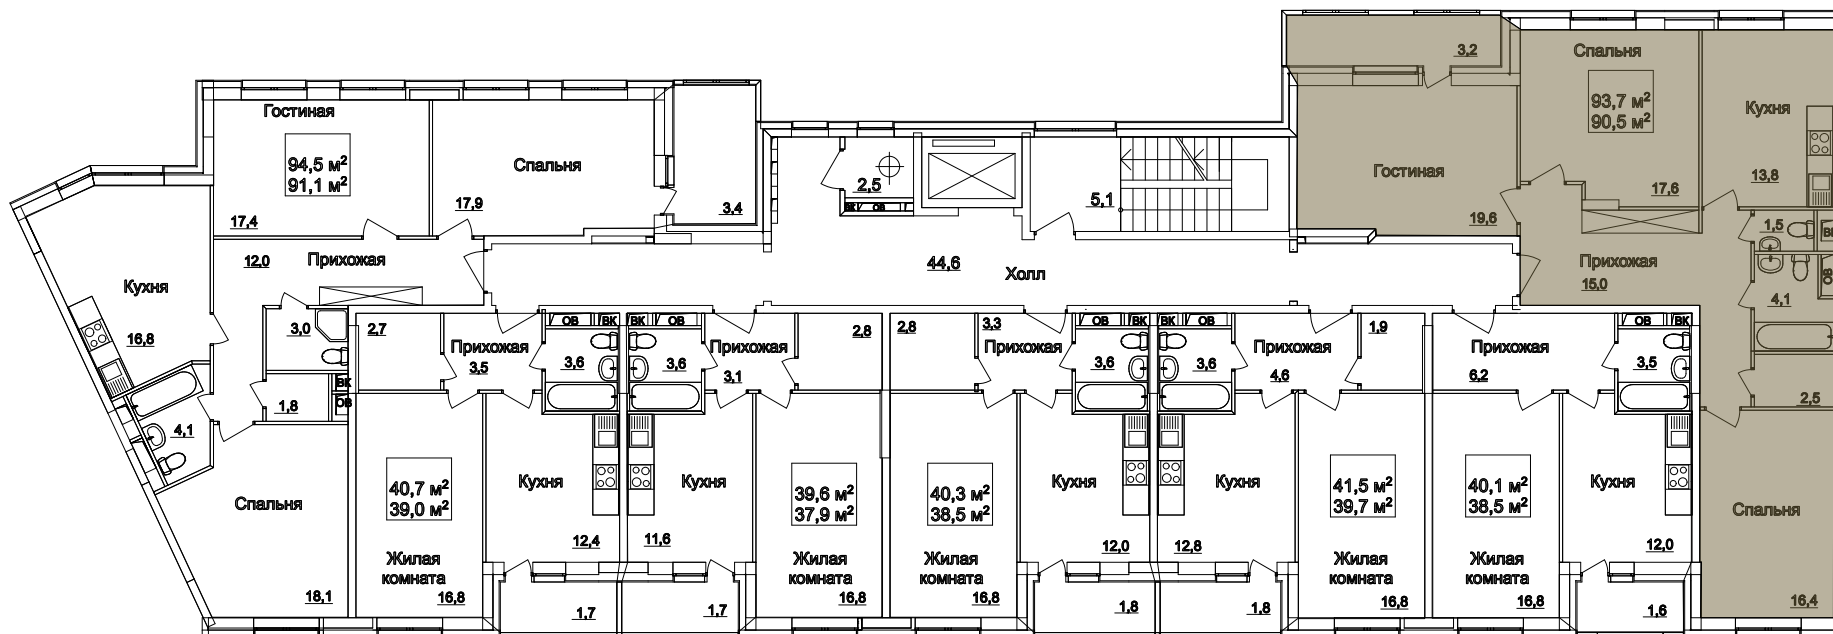 3,2
Спальня
93,7 м²
90,5 м²
Кухня
17,6
13,8
Гостиная
19,6
1,5
ВК
Прихожая
15,0
ОВ
4,1
2,5
Спальня
16,4
Гостиная
94,5 м²
91,1 м²
17,4
Спальня
17,9
3,4
2,5
ВК
ОВ
5,1
12,0
Прихожая
44,6
Холл
Кухня
16,8
3,0
ВК
ОВ
1,8
4,1
Спальня
18,1
2,7
Прихожая
3,5
ОВ
ВК
3,6
40,7 м²
39,0 м²
Кухня
12,4
Жилая
комната
16,8
1,7
ВК
ОВ
3,6
Прихожая
3,1
2,8
Кухня
11,6
39,6 м²
37,9 м²
Жилая
комната
16,8
1,7
2,8
3,3
Прихожая
ОВ
ВК
3,6
40,3 м²
38,5 м²
Кухня
12,0
Жилая
комната
16,8
1,8
ВК
ОВ
3,6
Прихожая
4,6
1,9
Кухня
12,8
41,5 м²
39,7 м²
Жилая
комната
16,8
1,8
Прихожая
6,2
ОВ
ВК
3,5
40,1 м²
38,5 м²
Кухня
12,0
Жилая
комната
16,8
1,6